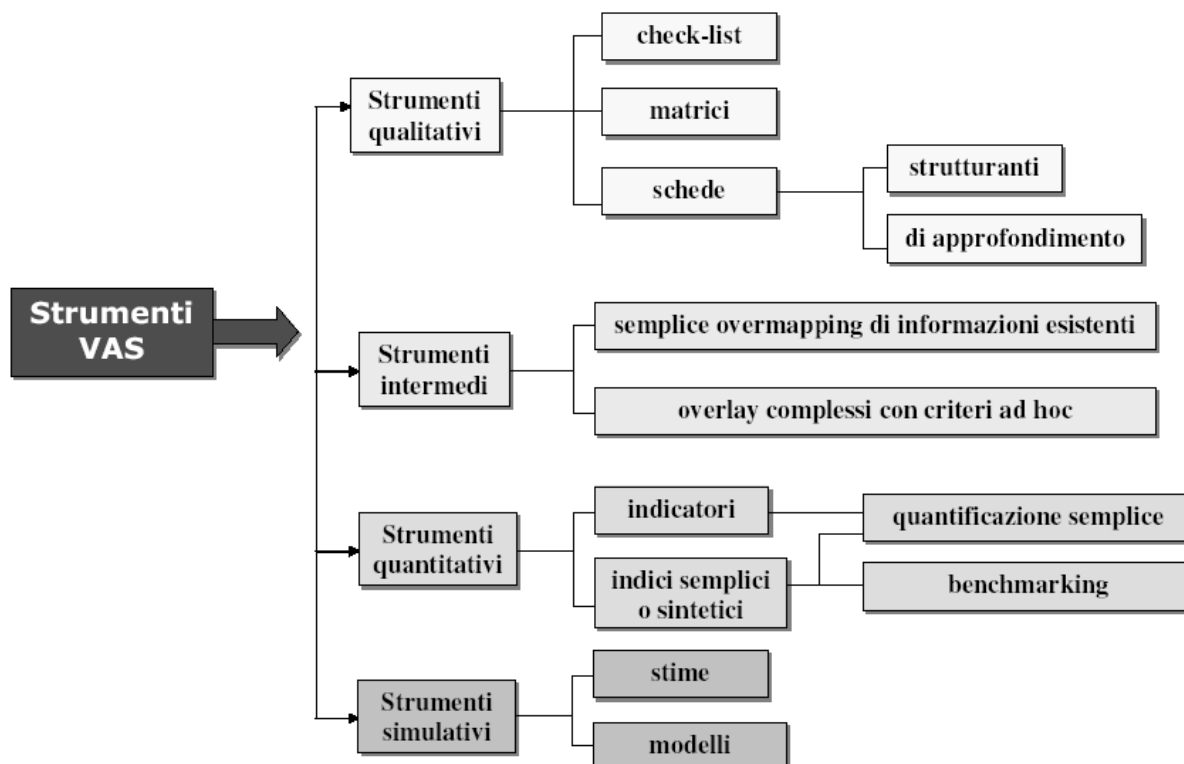 Strumenti
VAS
Strumenti
qualitativi
check-list
matrici
schede
strutturanti
di approfondimento
Strumenti
intermedi
semplice overmapping di informazioni esistenti
overlay complessi con criteri ad hoc
Strumenti
quantitativi
indicatori
indici semplici
o sintetici
quantificazione semplice
benchmarking
Strumenti
simulativi
stime
modelli